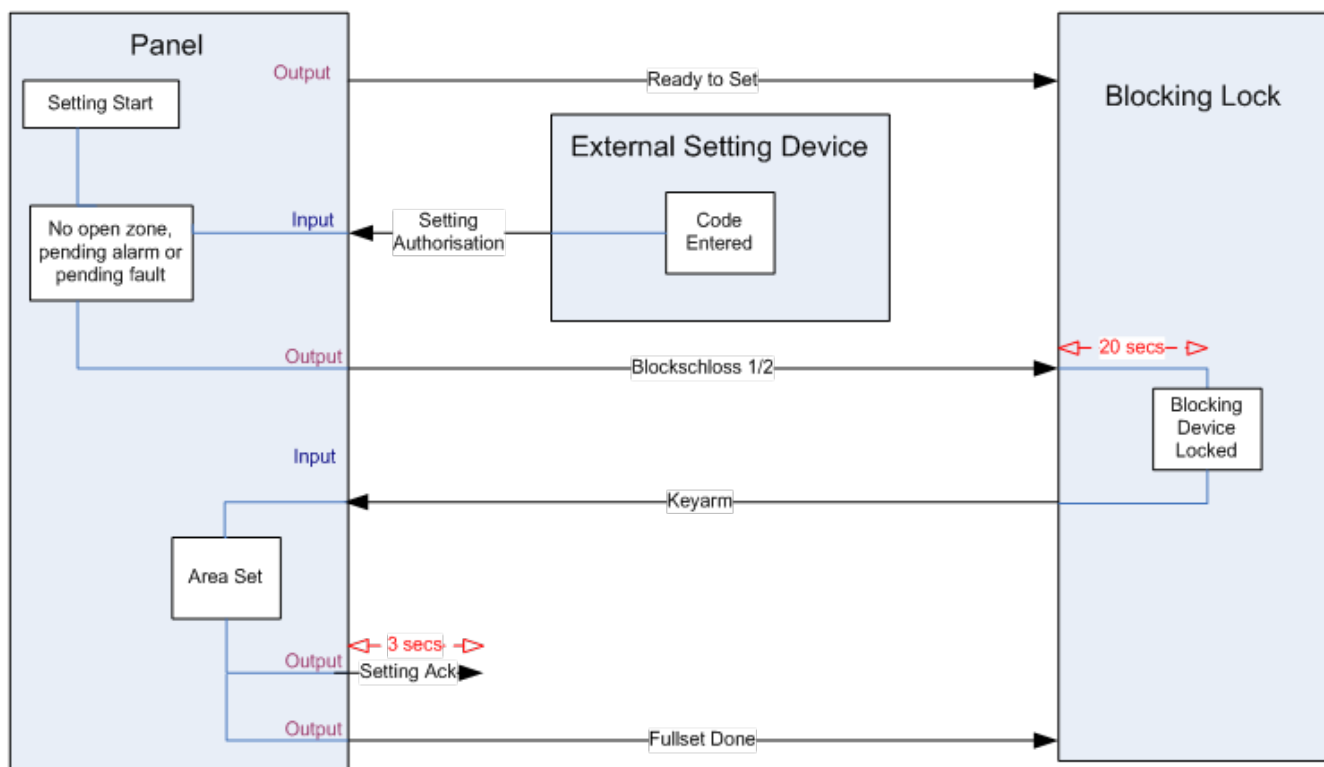 Panel
Output
Ready to Set
Blocking Lock
Setting Start
External Setting Device
Input
Setting
Authorisation
Code
Entered
No open zone,
pending alarm or
pending fault
Output
Blockschloss 1/2
20 secs
Blocking
Device
Locked
Input
Keyarm
Area Set
3 secs
Output
Setting Ack
Output
Fullset Done